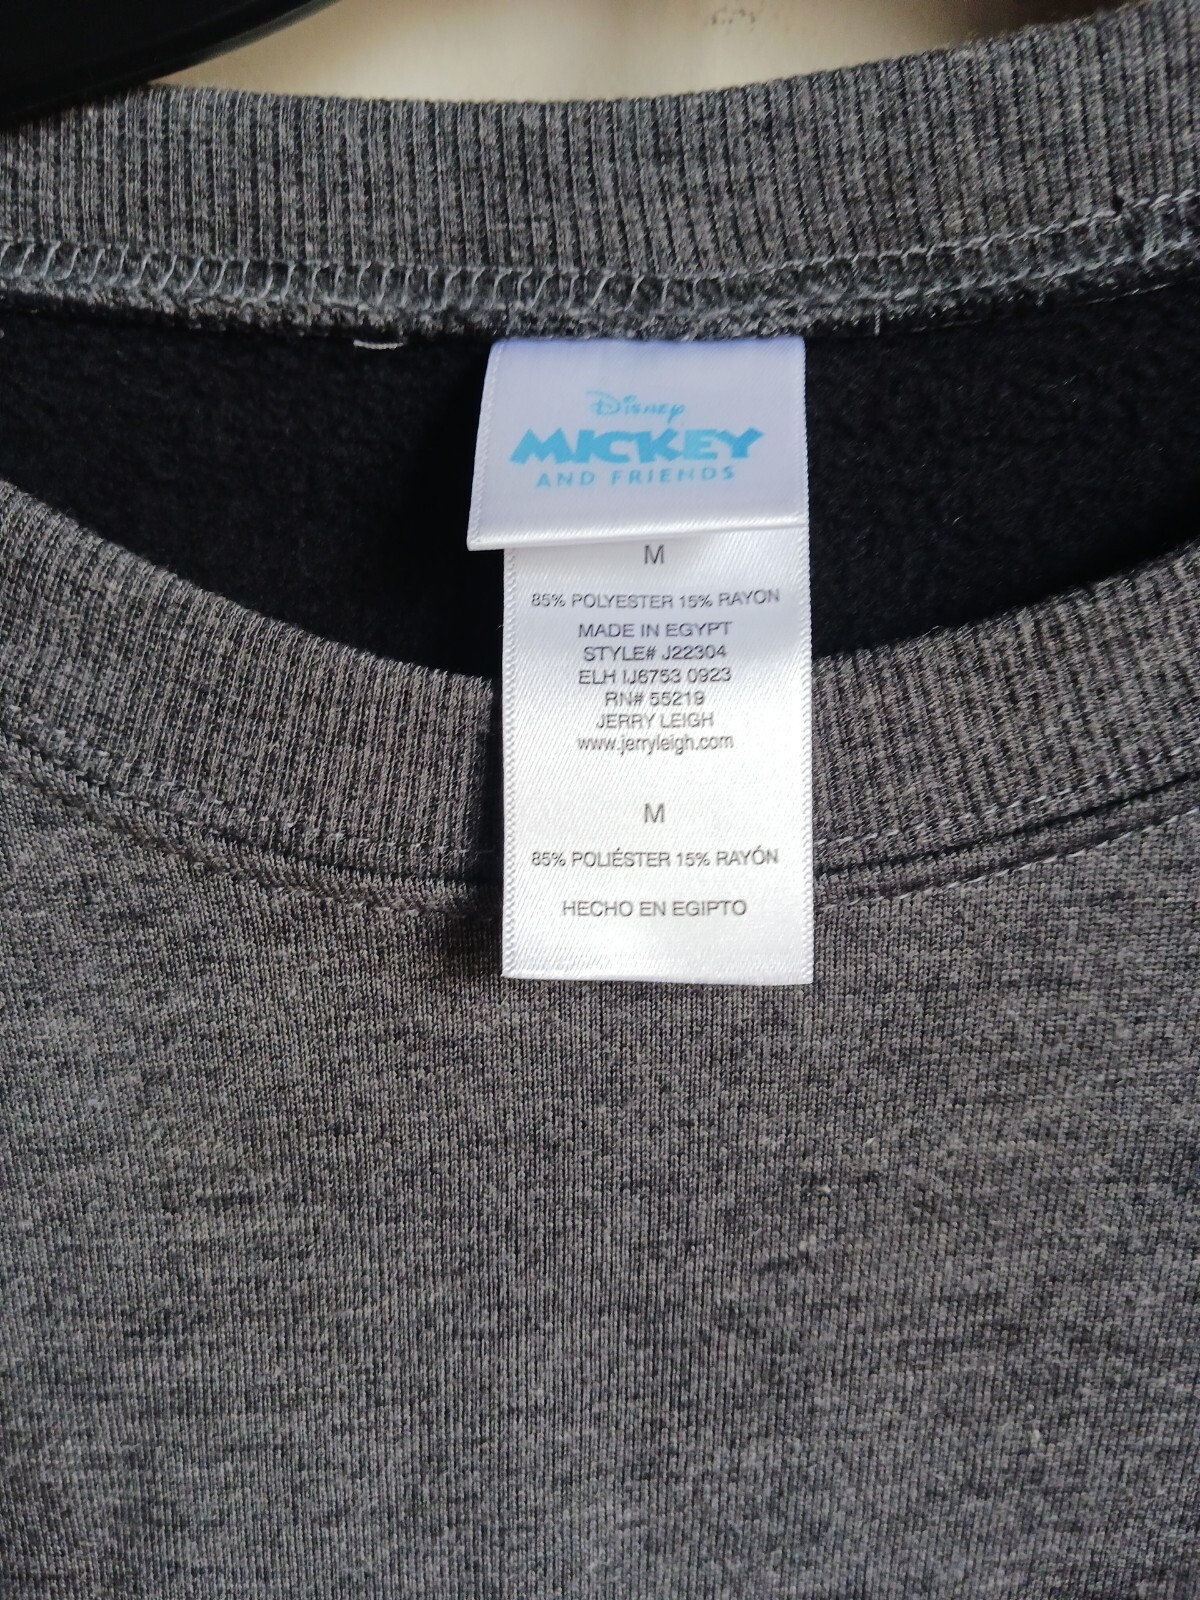 Disney
MICKEY
AND FRIENDS
M
85% POLYESTER 15% RAYON
MADE IN EGYPT
STYLE# J22304
ELH IJ6753 0923
RN# 55219
JERRY LEIGH
www.jerryleigh.com
M
85% POLIÉSTER 15% RAYÓN
HECHO EN EGIPTO